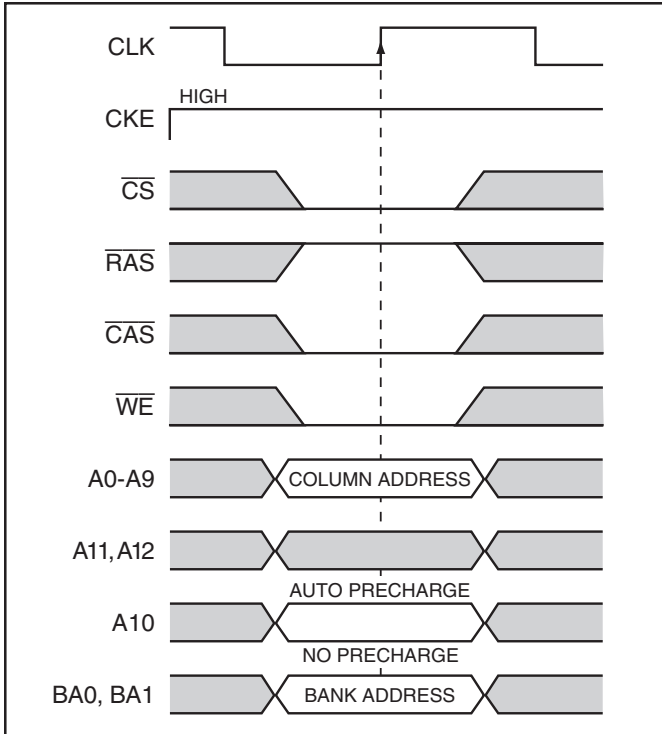 CLK
HIGH
CKE
CS
RAS
CAS
WE
A0-A9 COLUMN ADDRESS
A11, A12
AUTO PRECHARGE
A10
NO PRECHARGE
BA0, BA1 BANK ADDRESS